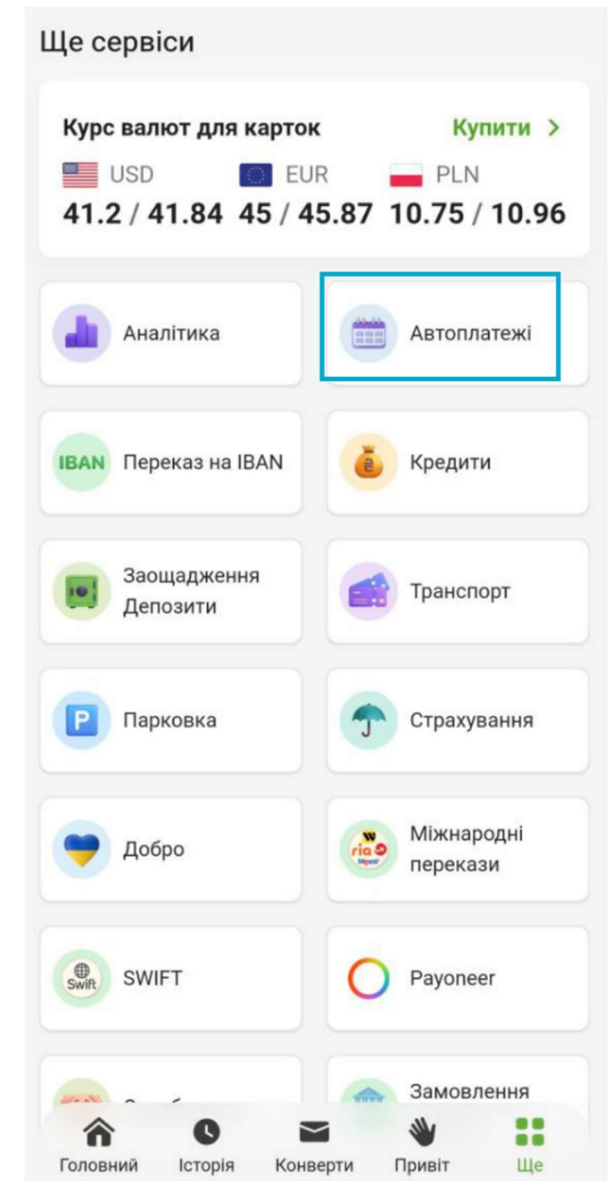 Ще сервіси
Курс валют для карток Купити >
USD EUR PLN
41.2 / 41.84 45 / 45.87 10.75 / 10.96
Аналітика
Автоплатежі
IBAN Переказ на IBAN
Кредити
Заощадження
Депозити
Транспорт
P Парковка
Страхування
Добро
ria
Міжнародні
перекази
Swift SWIFT
Payoneer
Замовлення
Головний Історія Конверти Привіт Ще